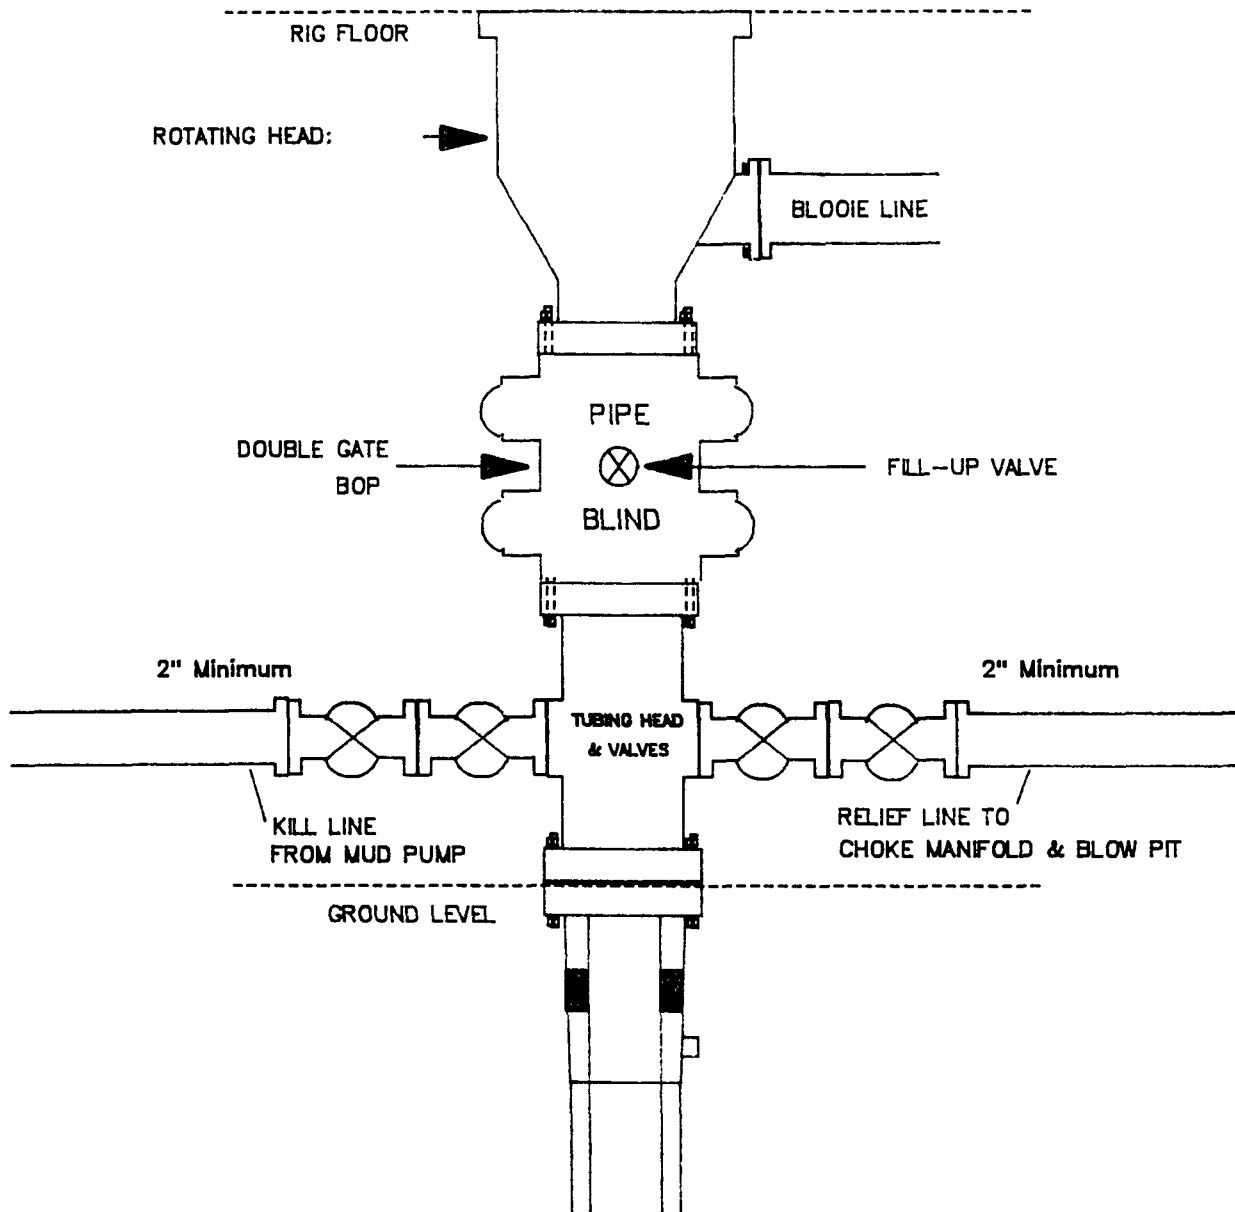 RIG FLOOR
ROTATING HEAD:
BLOOIE LINE
PIPE
DOUBLE GATE
BOP
FILL-UP VALVE
BLIND
2" Minimum
2" Minimum
TUBING HEAD
& VALVES
KILL LINE
FROM MUD PUMP
RELIEF LINE TO
CHOKE MANIFOLD & BLOW PIT
GROUND LEVEL